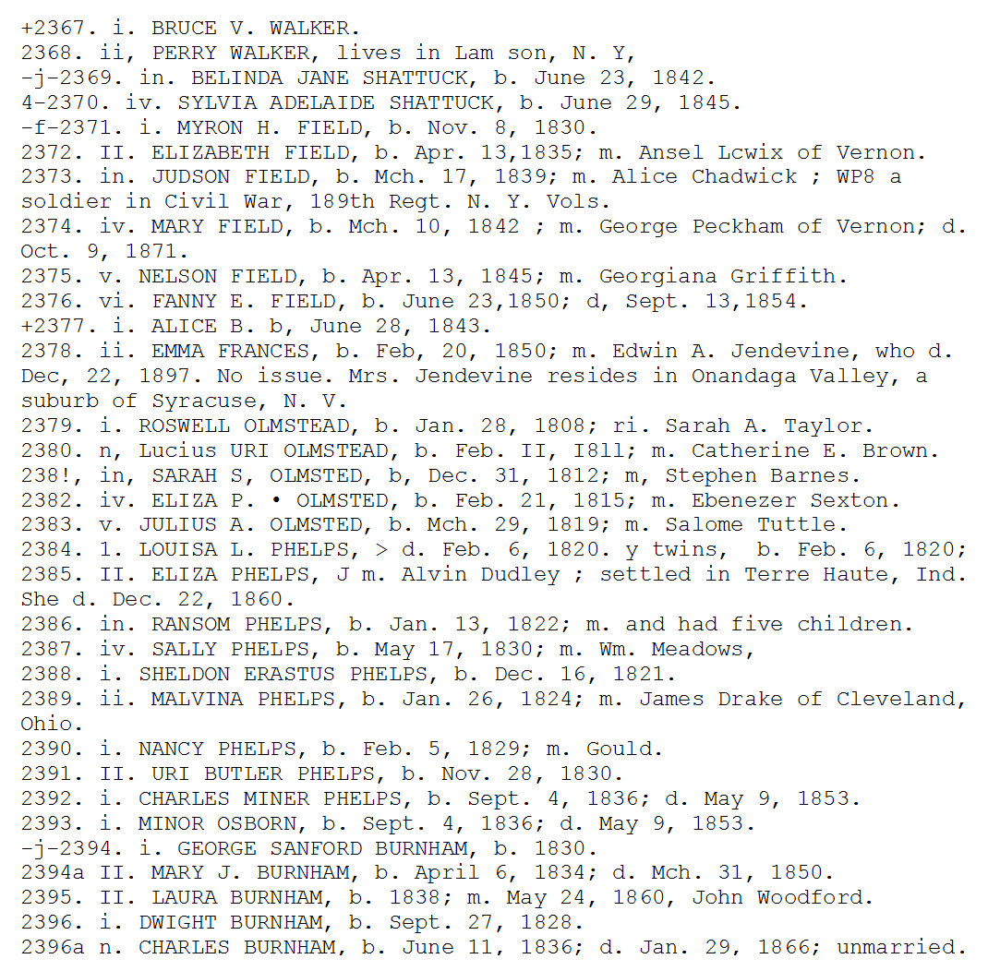 +2367. i. BRUCE V. WALKER.
2368. ii, PERRY WALKER, lives in Lam son, N. Y,
-j-2369. in. BELINDA JANE SHATTUCK, b. June 23, 1842.
4-2370. iv. SYLVIA ADELAIDE SHATTUCK, b. June 29, 1845.
-f-2371. i. MYRON H. FIELD, b. Nov. 8, 1830.
2372. II. ELIZABETH FIELD, b. Apr. 13,1835; m. Ansel Lcwix of Vernon.
2373. in. JUDSON FIELD, b. Mch. 17, 1839; m. Alice Chadwick ; WP8 a
soldier in Civil War, 189th Regt. N. Y. Vols.
2374. iv. MARY FIELD, b. Mch. 10, 1842 ; m. George Peckham of Vernon; d.
Oct. 9, 1871.
2375. v. NELSON FIELD, b. Apr. 13, 1845; m. Georgiana Griffith.
2376. vi. FANNY E. FIELD, b. June 23,1850; d, Sept. 13,1854.
+2377. i. ALICE B. b, June 28, 1843.
2378. ii. EMMA FRANCES, b. Feb, 20, 1850; m. Edwin A. Jendevine, who d.
Dec, 22, 1897. No issue. Mrs. Jendevine resides in Onandaga Valley, a
suburb of Syracuse, N. V.
2379. i. ROSWELL OLMSTEAD, b. Jan. 28, 1808; ri. Sarah A. Taylor.
2380. n, Lucius URI OLMSTEAD, b. Feb. II, I8ll; m. Catherine E. Brown.
238!, in, SARAH S, OLMSTED, b, Dec. 31, 1812; m, Stephen Barnes.
2382. iv. ELIZA P. • OLMSTED, b. Feb. 21, 1815; m. Ebenezer Sexton.
2383. v. JULIUS A. OLMSTED, b. Mch. 29, 1819; m. Salome Tuttle.
2384. 1. LOUISA L. PHELPS, > d. Feb. 6, 1820. y twins,  b. Feb. 6, 1820;
2385. II. ELIZA PHELPS, J m. Alvin Dudley ; settled in Terre Haute, Ind.
She d. Dec. 22, 1860.
2386. in. RANSOM PHELPS, b. Jan. 13, 1822; m. and had five children.
2387. iv. SALLY PHELPS, b. May 17, 1830; m. Wm. Meadows,
2388. i. SHELDON ERASTUS PHELPS, b. Dec. 16, 1821.
2389. ii. MALVINA PHELPS, b. Jan. 26, 1824; m. James Drake of Cleveland,
Ohio.
2390. i. NANCY PHELPS, b. Feb. 5, 1829; m. Gould.
2391. II. URI BUTLER PHELPS, b. Nov. 28, 1830.
2392. i. CHARLES MINER PHELPS, b. Sept. 4, 1836; d. May 9, 1853.
2393. i. MINOR OSBORN, b. Sept. 4, 1836; d. May 9, 1853.
-j-2394. i. GEORGE SANFORD BURNHAM, b. 1830.
2394a II. MARY J. BURNHAM, b. April 6, 1834; d. Mch. 31, 1850.
2395. II. LAURA BURNHAM, b. 1838; m. May 24, 1860, John Woodford.
2396. i. DWIGHT BURNHAM, b. Sept. 27, 1828.
2396a n. CHARLES BURNHAM, b. June 11, 1836; d. Jan. 29, 1866; unmarried.